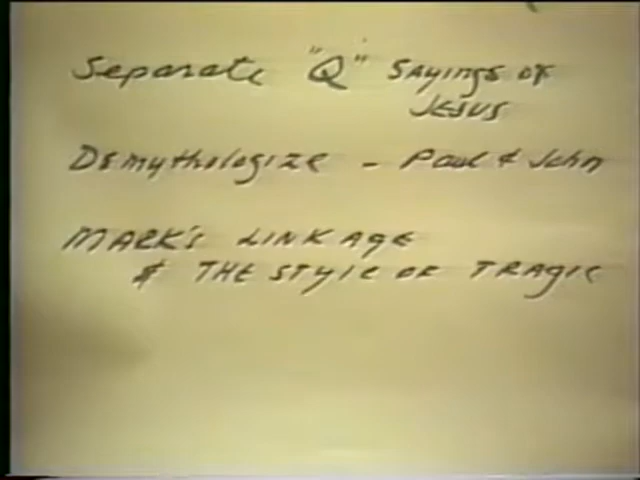 Separate "Q" Sayings of
JESUS
Demythologize - Paul & John
MARK'S LINKAGE
& THE STYLE OF TRAGIC